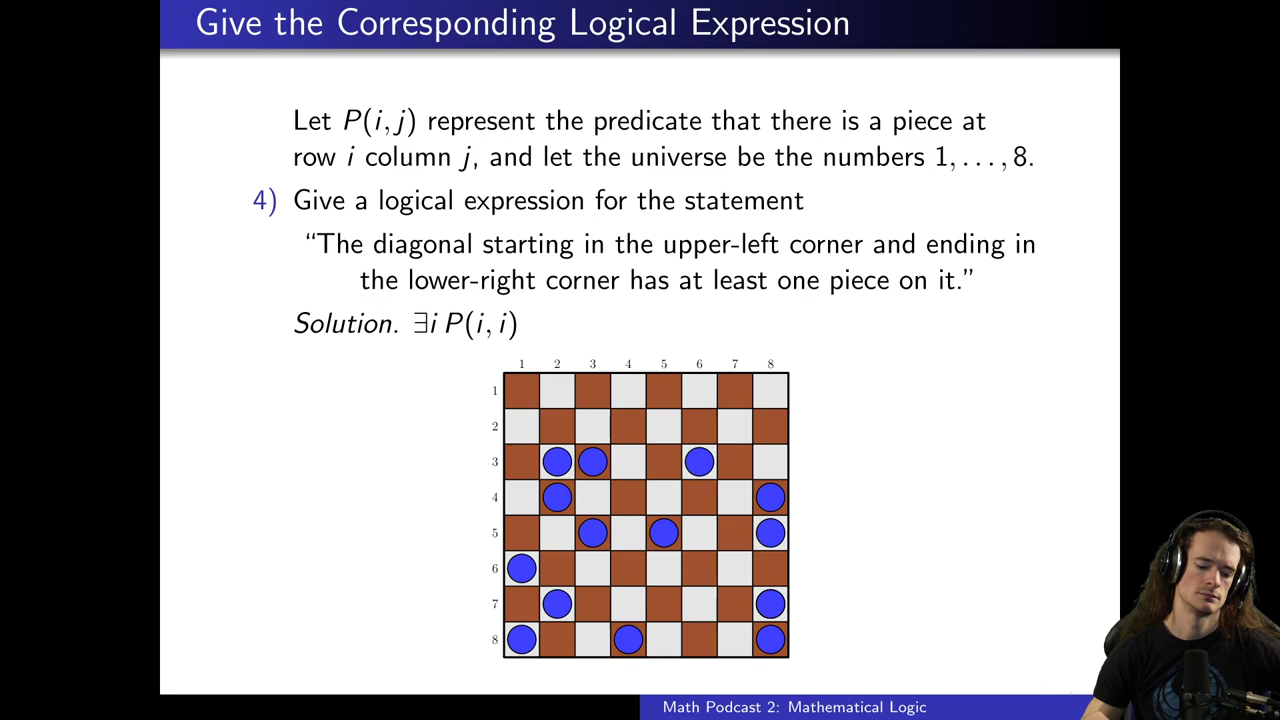 Give the Corresponding Logical Expression
Let P(i, j) represent the predicate that there is a piece at
row i column j, and let the universe be the numbers 1, . . . , 8.
4) Give a logical expression for the statement
“The diagonal starting in the upper-left corner and ending in
the lower-right corner has at least one piece on it.”
Solution. ∃i P(i, i)
1 2 3 4 5 6 7 8
1
2
3
4
5
6
7
8
Math Podcast 2: Mathematical Logic